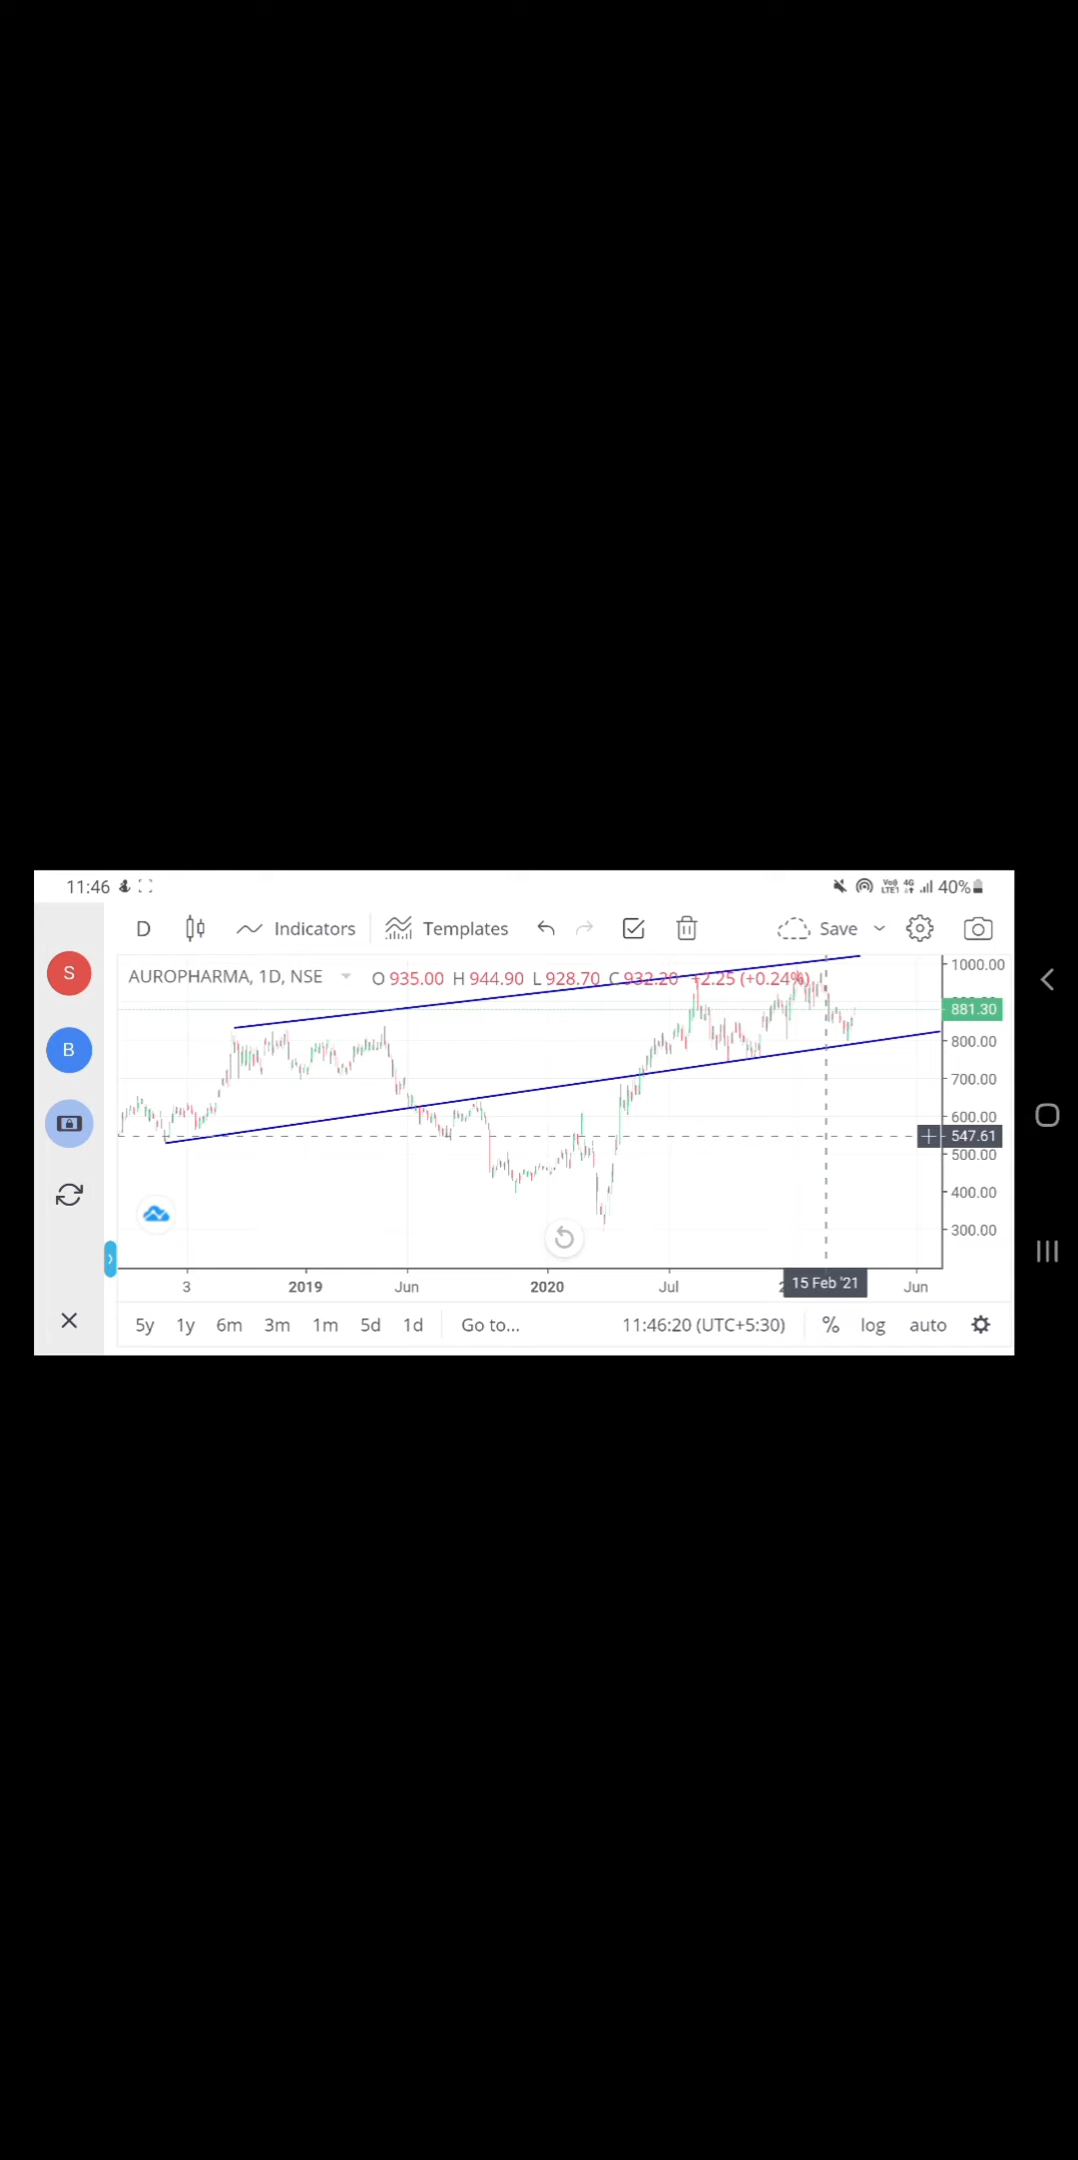 11:46 Vo) 4G LTE1 40%
D Indicators Templates Save
S
AUROPHARMA, 1D, NSE O 935.00 H 944.90 L 928.70 C 932.20 +2.25 (+0.24%)
1000.00
881.30
B
800.00
700.00
600.00
547.61
500.00
400.00
300.00
3 2019 Jun 2020 Jul 15 Feb '21 Jun
5y 1y 6m 3m 1m 5d 1d Go to... 11:46:20 (UTC+5:30) % log auto